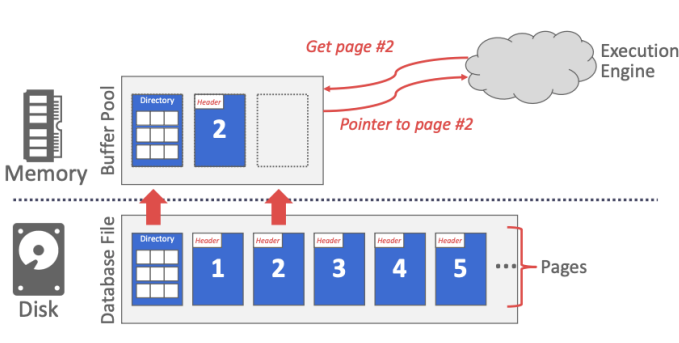 Get page #2
Execution
Engine
Pointer to page #2
Memory
Buffer Pool
Directory
Header
2
Disk
Database File
Directory
Header
1
Header
2
Header
3
Header
4
Header
5
•••
Pages